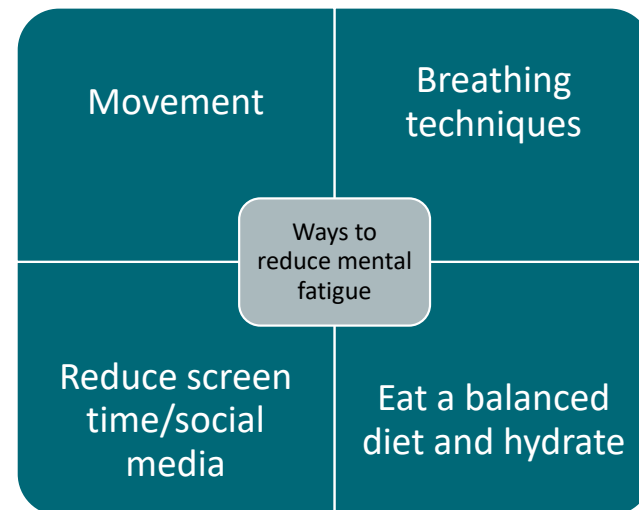 Movement
Breathing
techniques
Ways to
reduce mental
fatigue
Reduce screen
time/social
media
Eat a balanced
diet and hydrate